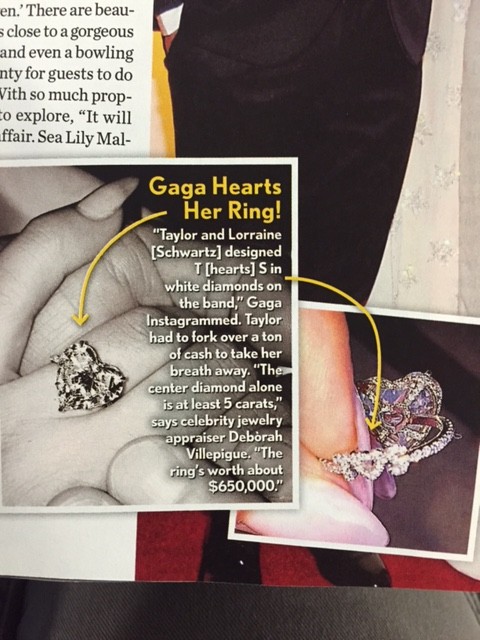 en.' There are beau-
s close to a gorgeous
and even a bowling
nty for guests to do
With so much prop-
to explore, “It will
affair. Sea Lily Mal-
Gaga Hearts
Her Ring!
“Taylor and Lorraine
[Schwartz] designed
T [hearts] S in
white diamonds on
the band,” Gaga
Instagrammed. Taylor
had to fork over a ton
of cash to take her
breath away. “The
center diamond alone
is at least 5 carats,”
says celebrity jewelry
appraiser Deborah
Villepigue. “The
ring’s worth about
$650,000.”